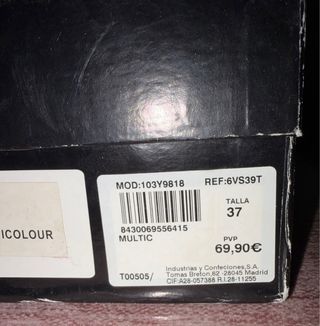 MOD:103Y9818 REF:6VS39T
TALLA
37
8430069556415
MULTIC
PVP
69,90€
ICOLOUR
T00505/
Industrias y Confeciones,S.A.
Tomas Breton,62 -28045 Madrid
CIF:A28-057388 R.I.28-11255